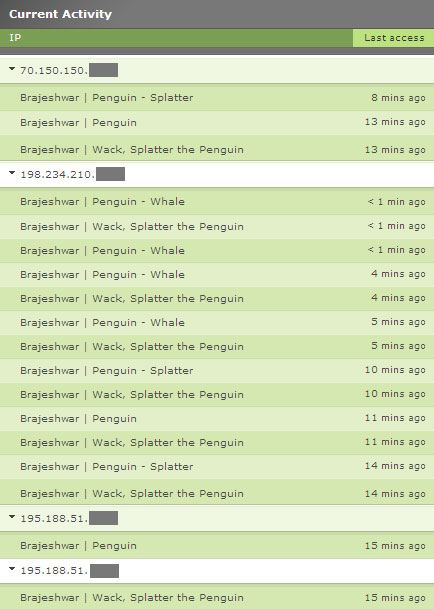 Current Activity
IP Last access
70.150.150.
Brajeshwar | Penguin - Splatter 8 mins ago
Brajeshwar | Penguin 13 mins ago
Brajeshwar | Wack, Splatter the Penguin 13 mins ago
198.234.210.
Brajeshwar | Penguin - Whale < 1 min ago
Brajeshwar | Wack, Splatter the Penguin < 1 min ago
Brajeshwar | Penguin - Whale < 1 min ago
Brajeshwar | Penguin - Whale 4 mins ago
Brajeshwar | Wack, Splatter the Penguin 4 mins ago
Brajeshwar | Penguin - Whale 5 mins ago
Brajeshwar | Wack, Splatter the Penguin 5 mins ago
Brajeshwar | Penguin - Splatter 10 mins ago
Brajeshwar | Wack, Splatter the Penguin 10 mins ago
Brajeshwar | Penguin 11 mins ago
Brajeshwar | Wack, Splatter the Penguin 11 mins ago
Brajeshwar | Penguin - Splatter 14 mins ago
Brajeshwar | Wack, Splatter the Penguin 14 mins ago
195.188.51.
Brajeshwar | Penguin 15 mins ago
195.188.51.
Brajeshwar | Wack, Splatter the Penguin 15 mins ago